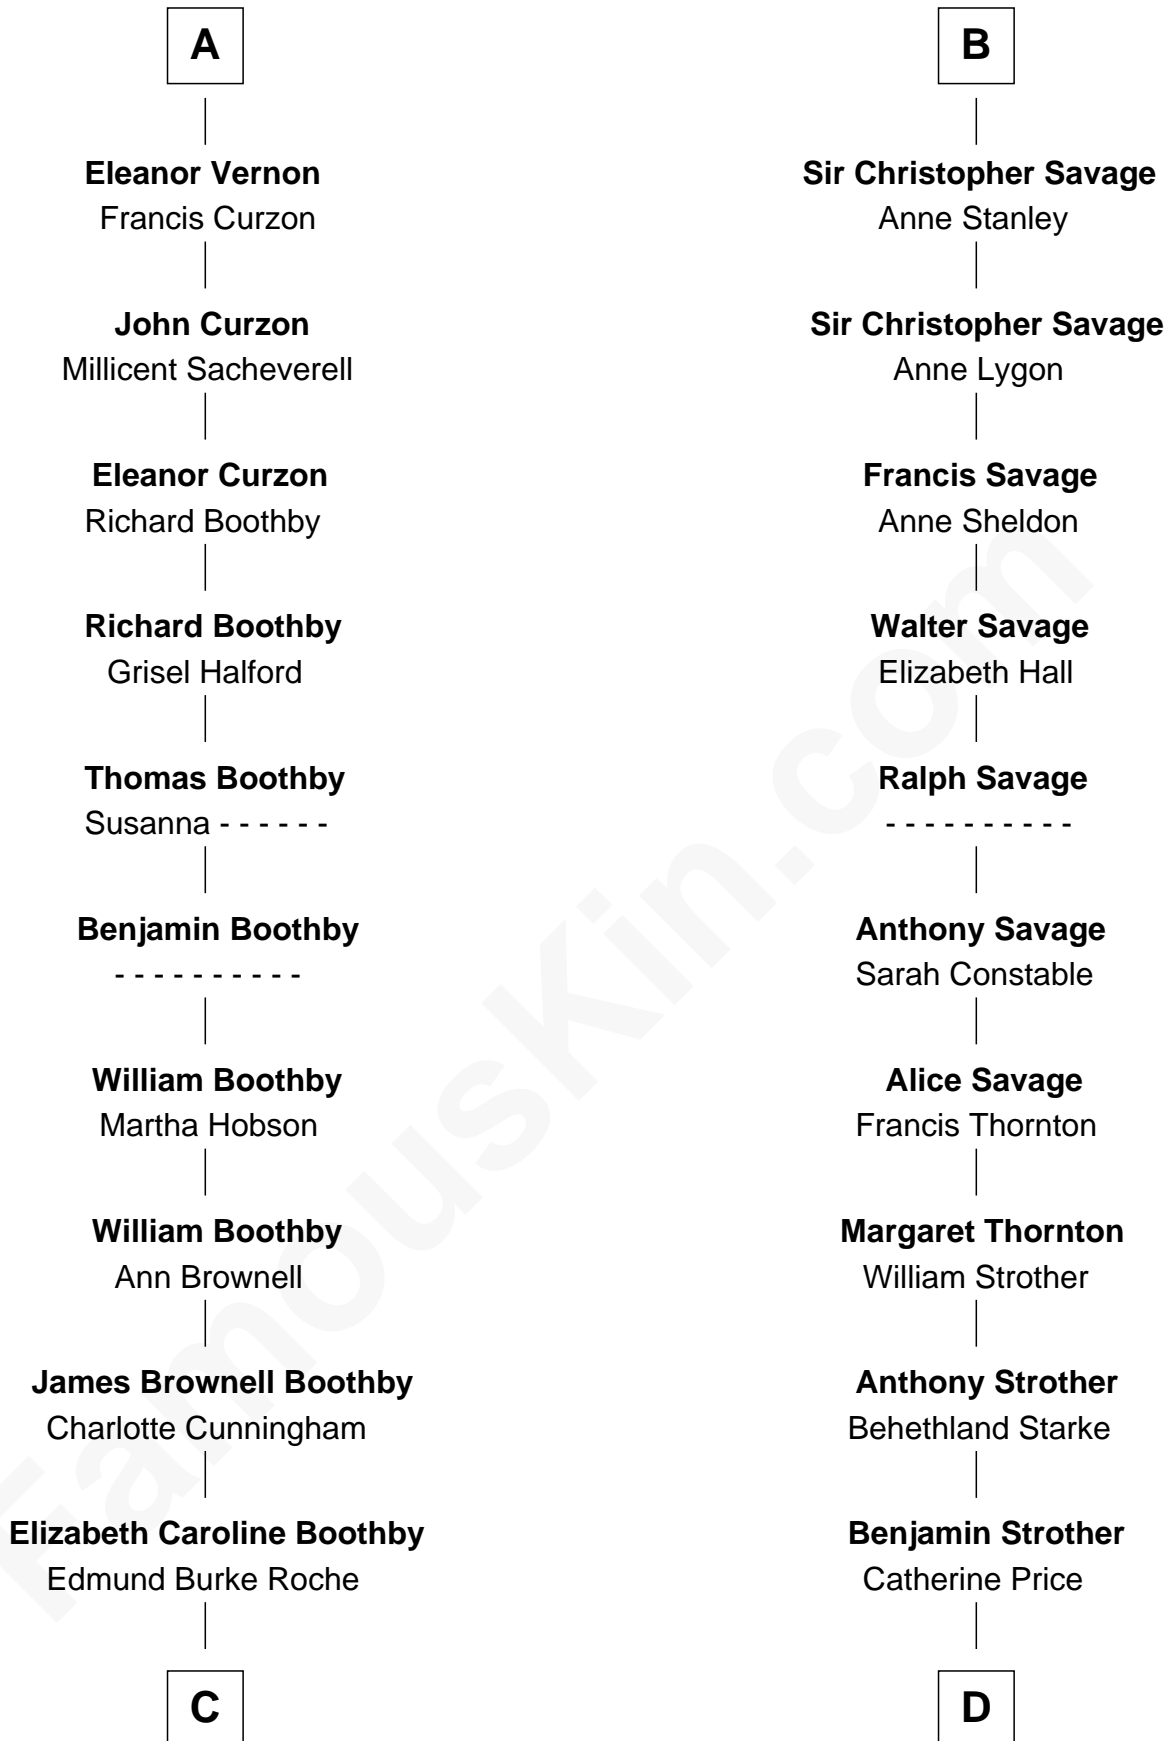 A
Eleanor Vernon
Francis Curzon
John Curzon
Millicent Sacheverell
Eleanor Curzon
Richard Boothby
Richard Boothby
Grisel Halford
Thomas Boothby
Susanna - - - - - -
Benjamin Boothby
- - - - - - - - - -
William Boothby
Martha Hobson
William Boothby
Ann Brownell
James Brownell Boothby
Charlotte Cunningham
Elizabeth Caroline Boothby
Edmund Burke Roche
C
B
Sir Christopher Savage
Anne Stanley
Sir Christopher Savage
Anne Lygon
Francis Savage
Anne Sheldon
Walter Savage
Elizabeth Hall
Ralph Savage
- - - - - - - - - -
Anthony Savage
Sarah Constable
Alice Savage
Francis Thornton
Margaret Thornton
William Strother
Anthony Strother
Behethland Starke
Benjamin Strother
Catherine Price
D
FamousKin.com